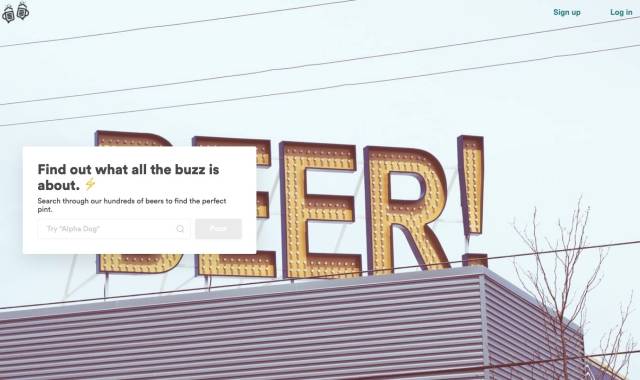 Sign up
Log in
BEER!
Find out what all the buzz is
about. ⚡
Search through our hundreds of beers to find the perfect
pint.
Try "Alpha Dog"
Pour